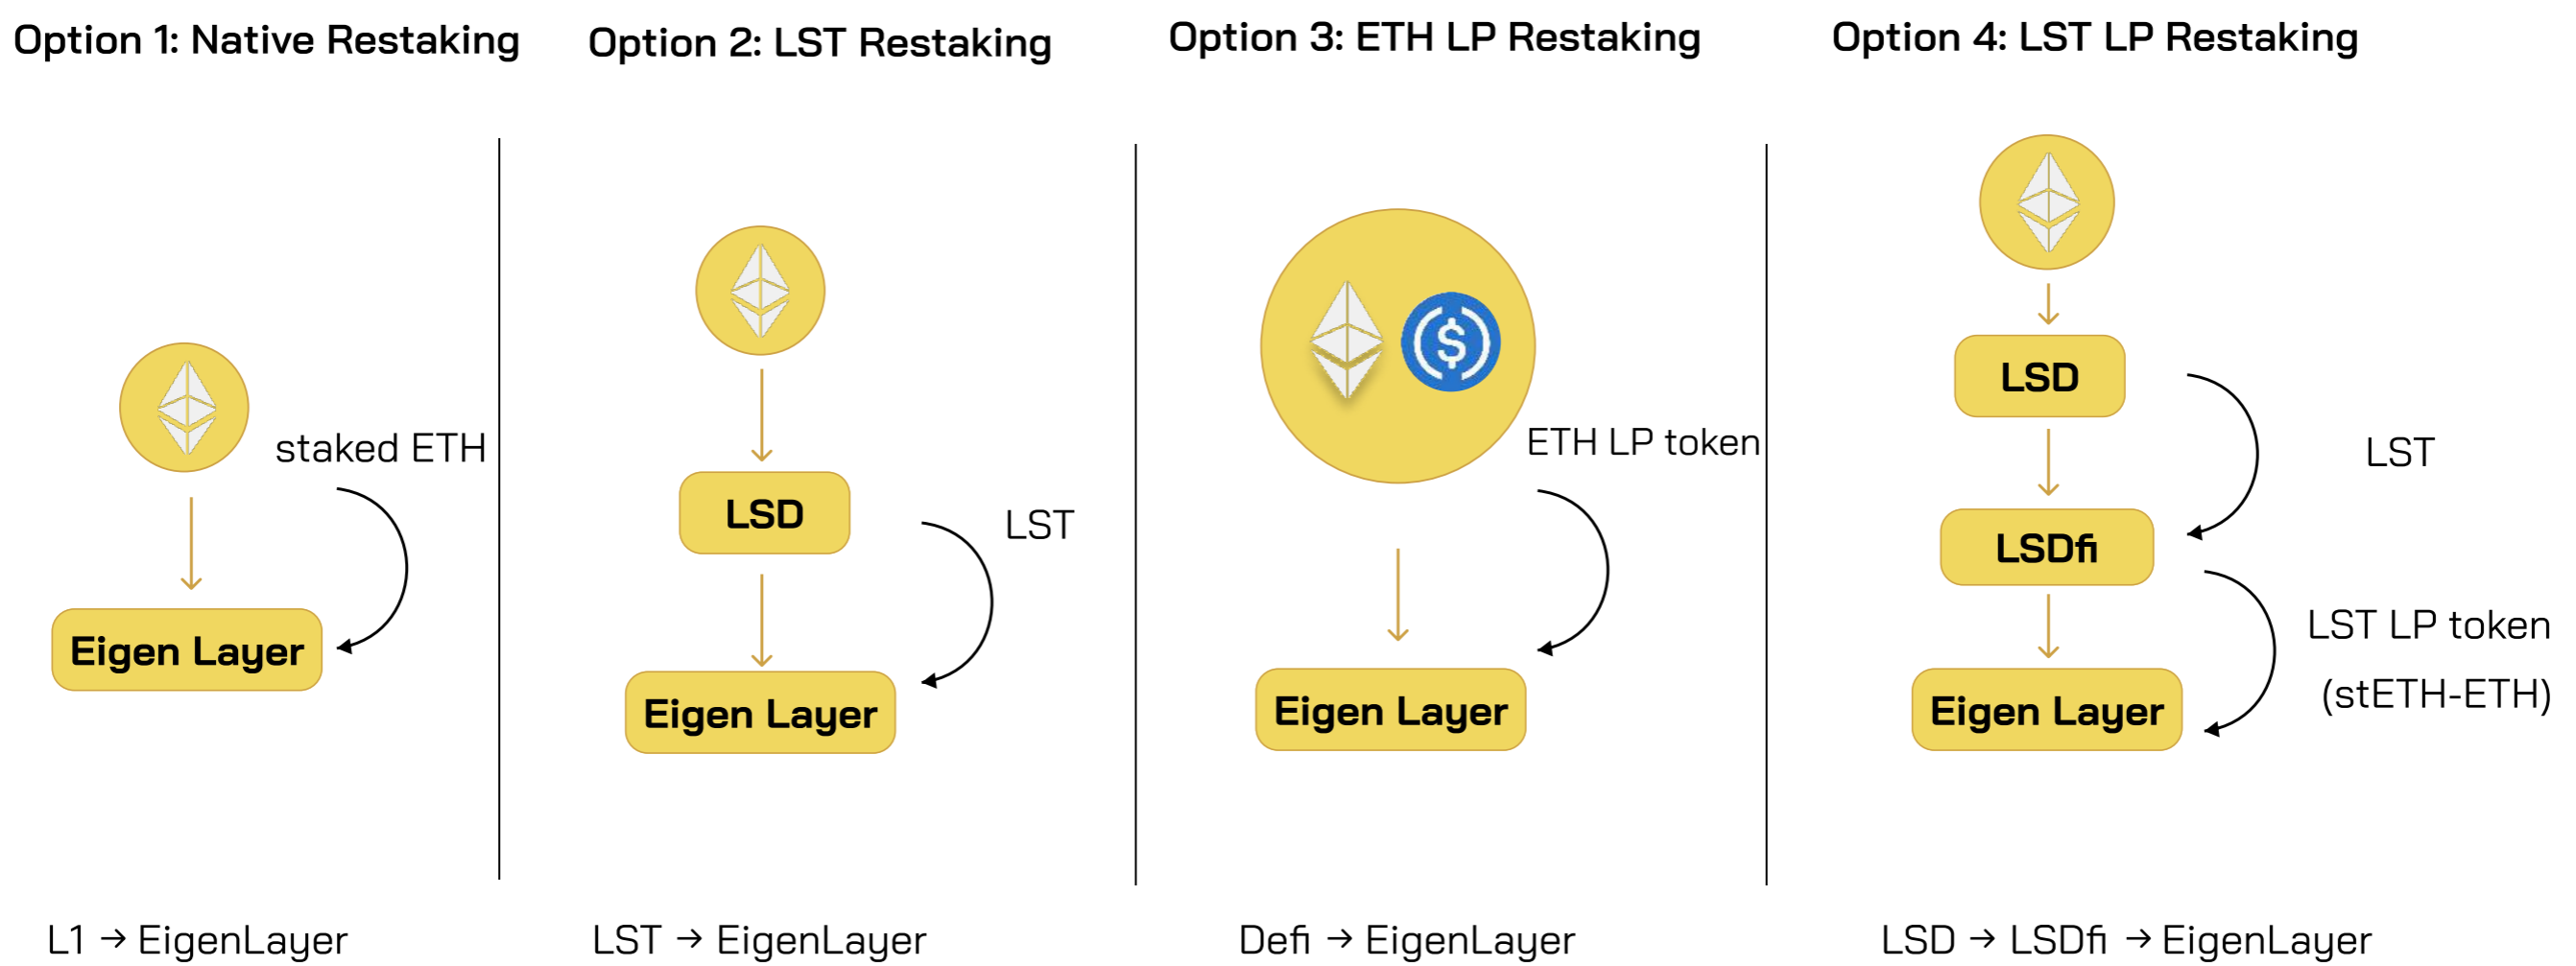 Option 1: Native Restaking
staked ETH
Eigen Layer
L1 → EigenLayer
Option 2: LST Restaking
LSD
LST
Eigen Layer
LST → EigenLayer
Option 3: ETH LP Restaking
$
ETH LP token
Eigen Layer
Defi → EigenLayer
Option 4: LST LP Restaking
LSD
LST
LSDfi
LST LP token
(stETH-ETH)
Eigen Layer
LSD → LSDfi → EigenLayer